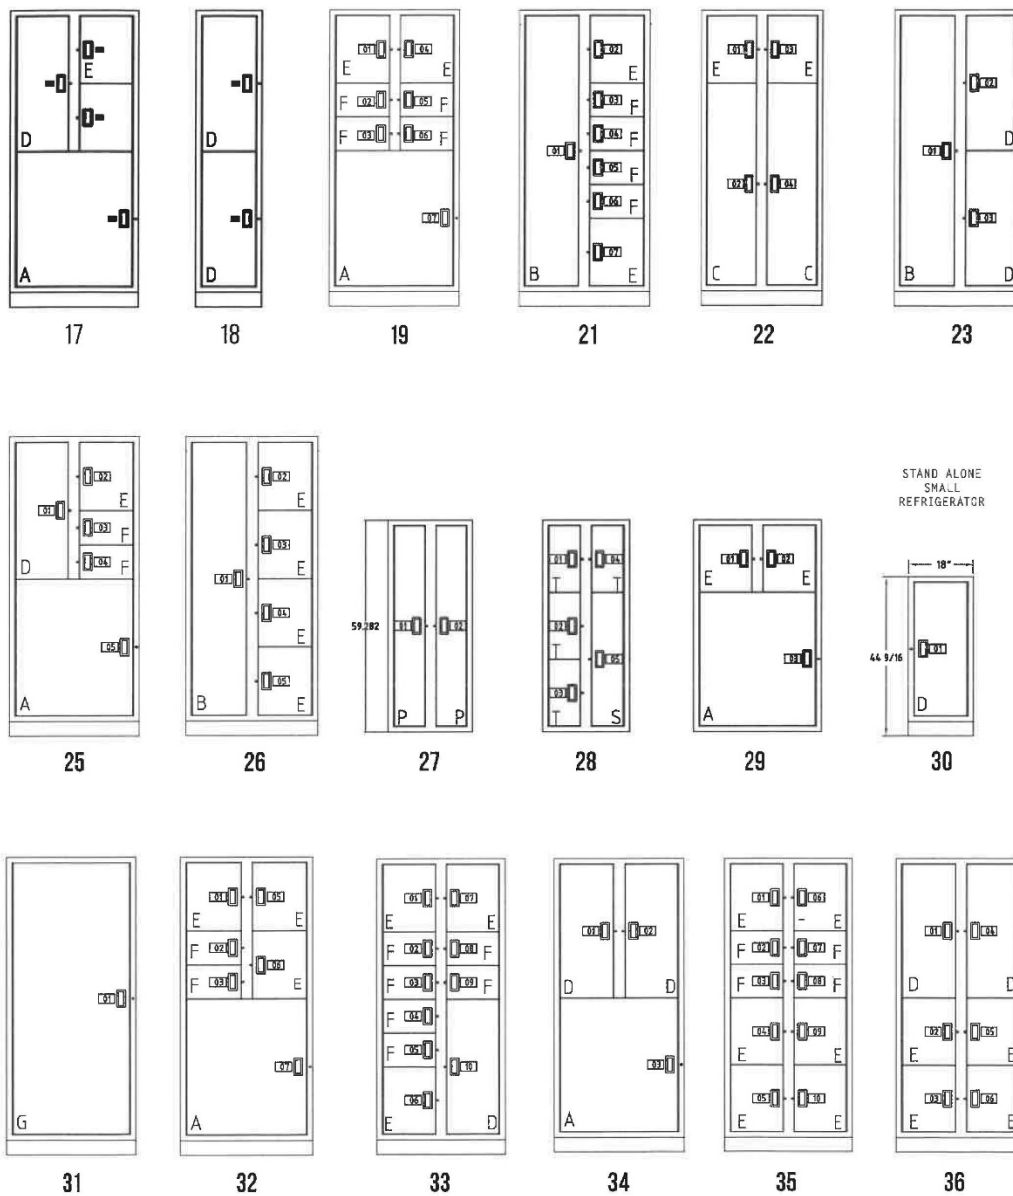 E
D
A
17
D
D
18
01 04
E E
F 02 05 F
F 03 06 F
07
A
19
02
E
03 F
04 F
01 05 F
06 F
07
B E
21
01 03
E E
02 04
C C
22
02
D
01
03
B D
23
02
E
01 03
D 04 F
F
05
A
25
02
E
03
E
01
04
E
05
B E
26
59.282
01 02
P P
27
01 04
T T
02
T 05
03
T S
28
01 02
E E
03
A
29
STAND ALONE
SMALL
REFRIGERATOR
18"
44 9/16
01
D
30
01
G
31
01 05
E E
F 02
06
F 03 E
07
A
32
07
E E
F 02 08 F
F 03 09 F
F 04
F 05
10
06
E D
33
01 02
D D
03
A
34
01 06
E - E
F 02 07 F
F 03 08 F
04 09
E E
05 10
E E
35
01 04
D D
02 05
E E
03 06
E E
36